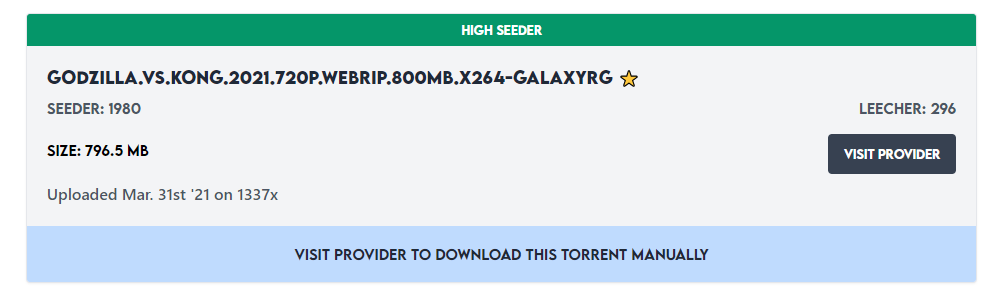 HIGH SEEDER
GODZILLA.VS.KONG.2021.720P.WEBRIP.800MB.X264-GALAXYRG
SEEDER: 1980
LEECHER: 296
SIZE: 796.5 MB
VISIT PROVIDER
Uploaded Mar. 31st '21 on 1337x
VISIT PROVIDER TO DOWNLOAD THIS TORRENT MANUALLY